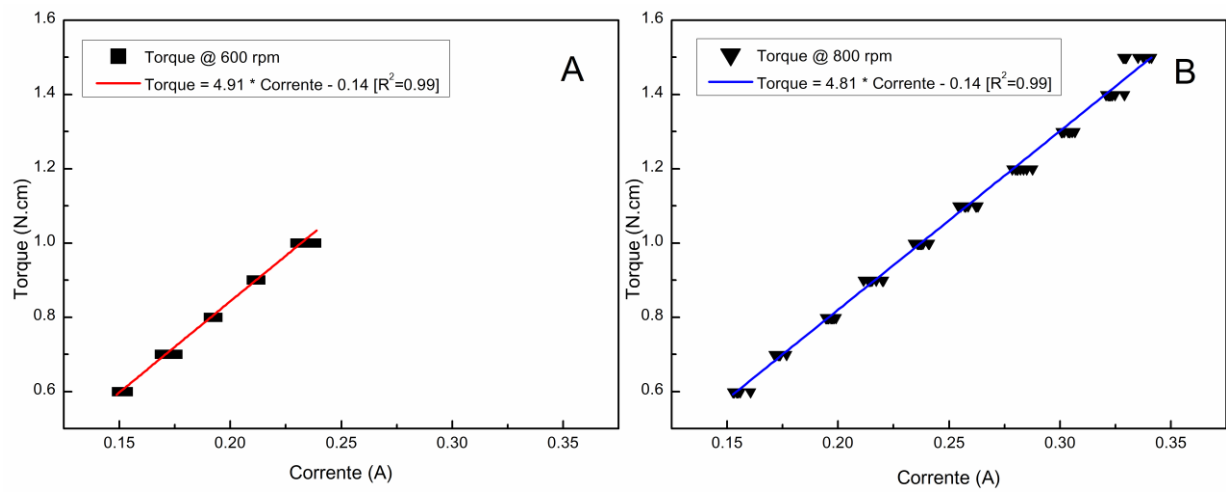 Torque @ 600 rpm
Torque = 4.91 * Corrente - 0.14 [R²=0.99]
A
1.6
1.4
1.2
1.0
0.8
0.6
Torque (N.cm)
0.15 0.20 0.25 0.30 0.35
Corrente (A)
Torque @ 800 rpm
Torque = 4.81 * Corrente - 0.14 [R²=0.99]
B
1.6
1.4
1.2
1.0
0.8
0.6
Torque (N.cm)
0.15 0.20 0.25 0.30 0.35
Corrente (A)